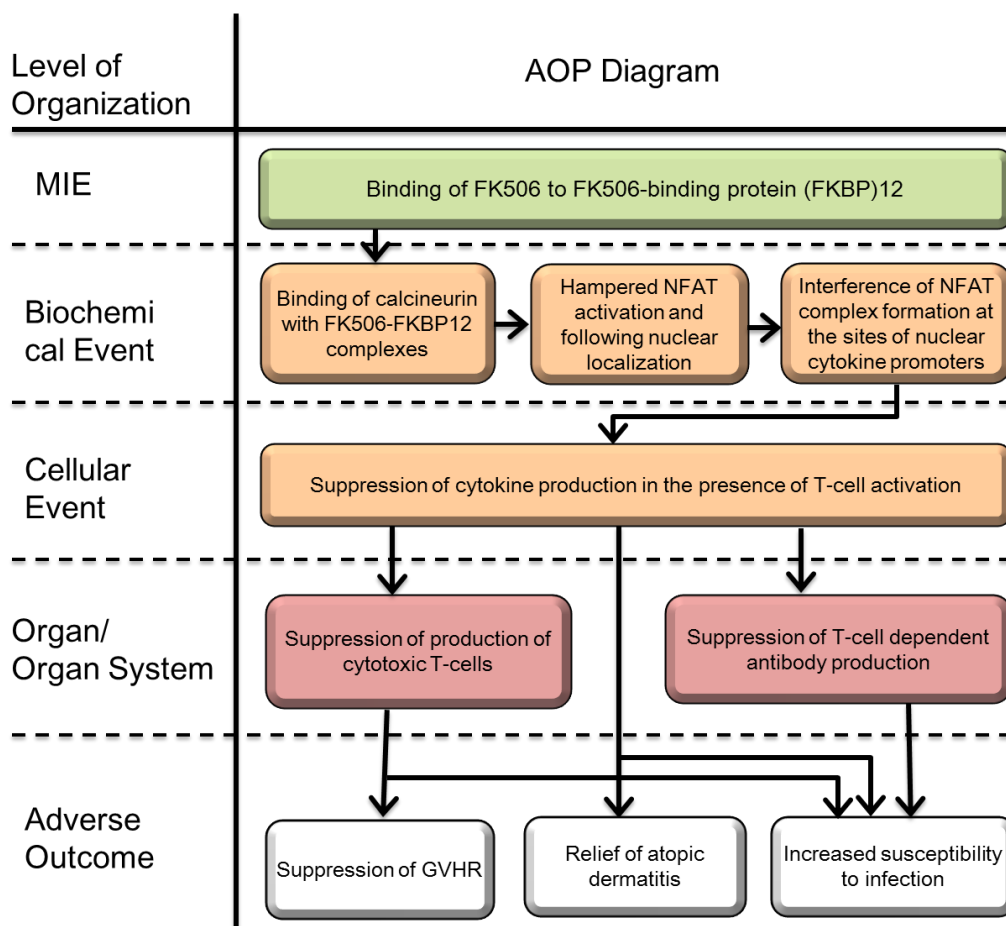 Level of
Organization
AOP Diagram
MIE
Binding of FK506 to FK506-binding protein (FKBP)12
Biochemi
cal Event
Binding of calcineurin
with FK506-FKBP12
complexes
Hampered NFAT
activation and
following nuclear
localization
Interference of NFAT
complex formation at
the sites of nuclear
cytokine promoters
Cellular
Event
Suppression of cytokine production in the presence of T-cell activation
Organ/
Organ System
Suppression of production of
cytotoxic T-cells
Suppression of T-cell dependent
antibody production
Adverse
Outcome
Suppression of GVHR
Relief of atopic
dermatitis
Increased susceptibility
to infection